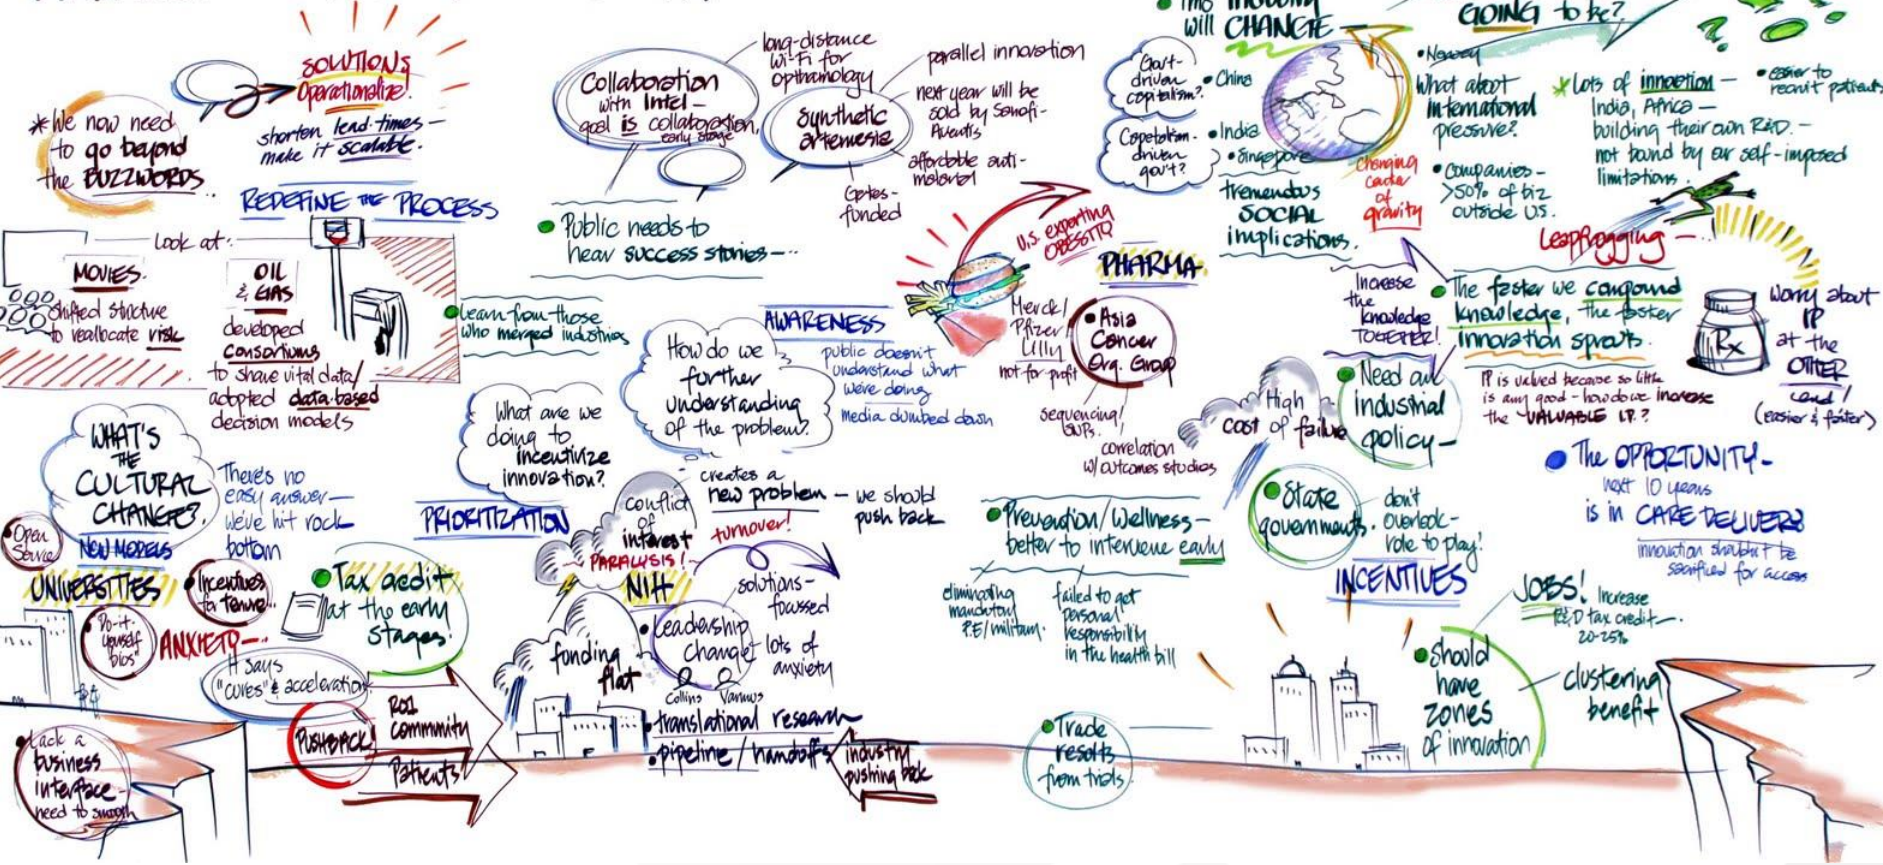 SOLUTIONS
Operationalize!
shorten lead-times –
make it scalable.
* We now need
to go beyond
the BUZZWORDS...
REDEFINE THE PROCESS
Look at:
MOVIES.
shifted structure
to reallocate risk
OIL
& GAS
developed
consortiums
to share vital data/
adopted data-based
decision models
Learn from those
who merged industries
Collaboration
with Intel –
goal is collaboration,
early stage
long-distance
Wi-Fi for
opthamology
Synthetic
artemesia
parallel innovation
next year will be
sold by Sanofi-
Aventis
affordable anti-
malarial
Gates-
funded
Public needs to
hear success stories –...
AWARENESS
public doesn't
understand what
we're doing
media dumbed down
How do we
further
understanding
of the problem?
What are we
doing to
incentivize
innovation?
PRIORITIZATION
WHAT'S
THE
CULTURAL
CHANGE?
There's no
easy answer –
we've hit rock
bottom
Open
Source
NEW MODELS
UNIVERSITIES
Incentives
for tenure...
Do-it-
yourself
"bios"
ANXIETY –...
Tax credit
at the early
stages!
It says
"cures" & acceleration
PUSHBACK!
R01
community
Patients
Lack a
business
interface –
need to smooth
conflict
of
interest
PARALYSIS!
creates a
new problem – we should
push back
turnover!
NIH
solutions-
focussed
Leadership
change
lots of
anxiety
Collins
Varmus
funding
flat
translational research
pipeline / handoffs
industry
pushing back
will CHANGE
GOING to be?
Gov't-
driven
capitalism?
Capitalism-
driven
gov't?
China
India
Singapore
tremendous
SOCIAL
implications.
changing
center
of
gravity
Norway
What about
international
pressure?
companies –
>50% of biz
outside U.S.
* Lots of innovation –
India, Africa –
building their own R&D. –
not bound by our self-imposed
limitations.
easier to
recruit patients
Leapfrogging –...
U.S. exporting
OBESITY!
PHARMA
Merck/
Pfizer/
Lilly
not-for-profit
Asia
Cancer
Org. Group
sequencing/
SNPs.
correlation
w/ outcomes studies
Increase
the
knowledge
TOGETHER!
The faster we compound
knowledge, the faster
innovation sprouts.
Rx
Worry about
IP
at the
OTHER
end!
(easier & faster)
IP is valued because so little
is any good – how do we increase
the VALUABLE I.P.?
High
cost of failure
Need an
industrial
policy –
State
governments.
don't
overlook –
role to play!
The OPPORTUNITY –
next 10 years
is in CARE DELIVERY
innovation shouldn't be
sacrificed for access
Prevention/Wellness –
better to intervene early
eliminating
mandatory
P.E/military.
failed to get
personal
responsibility
in the health bill
INCENTIVES
JOBS!
Increase
R&D tax credit –
20-25%
Should
have
zones
of innovation
clustering
benefit
Trade
results
from trials